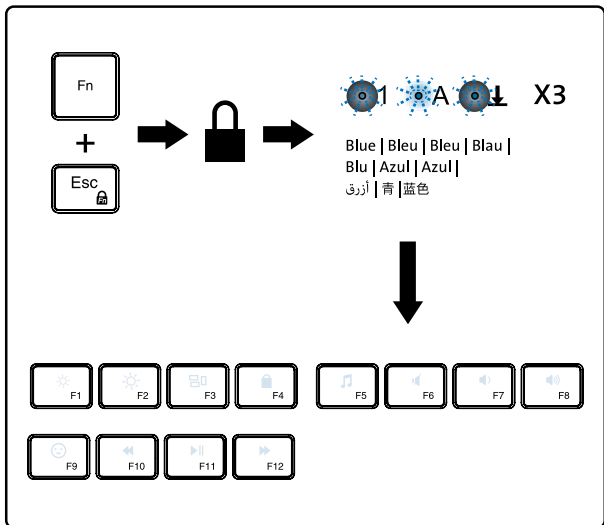 Fn
1 A X3
+
Esc
Fn
Blue | Bleu | Bleu | Blau |
Blu | Azul | Azul |
أزرق | 青 | 蓝色
F1 F2 F3 F4 F5 F6 F7 F8
F9 F10 F11 F12